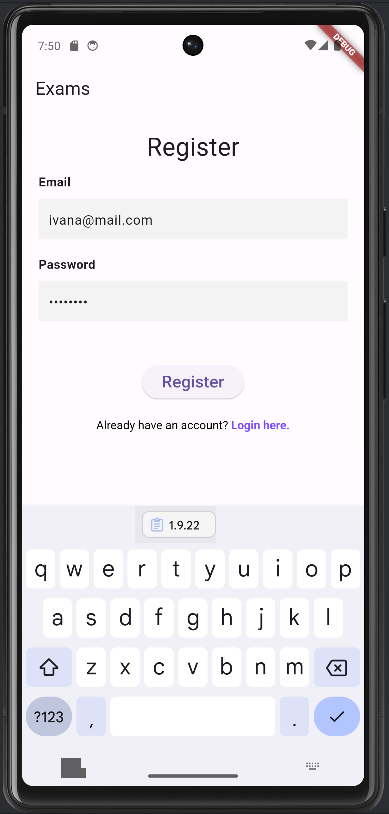 7:50
DEBUG
Exams
Register
Email
ivana@mail.com
Password
••••••••
Register
Already have an account? Login here.
1.9.22
q w e r t y u i o p
a s d f g h j k l
z x c v b n m
?123 , .